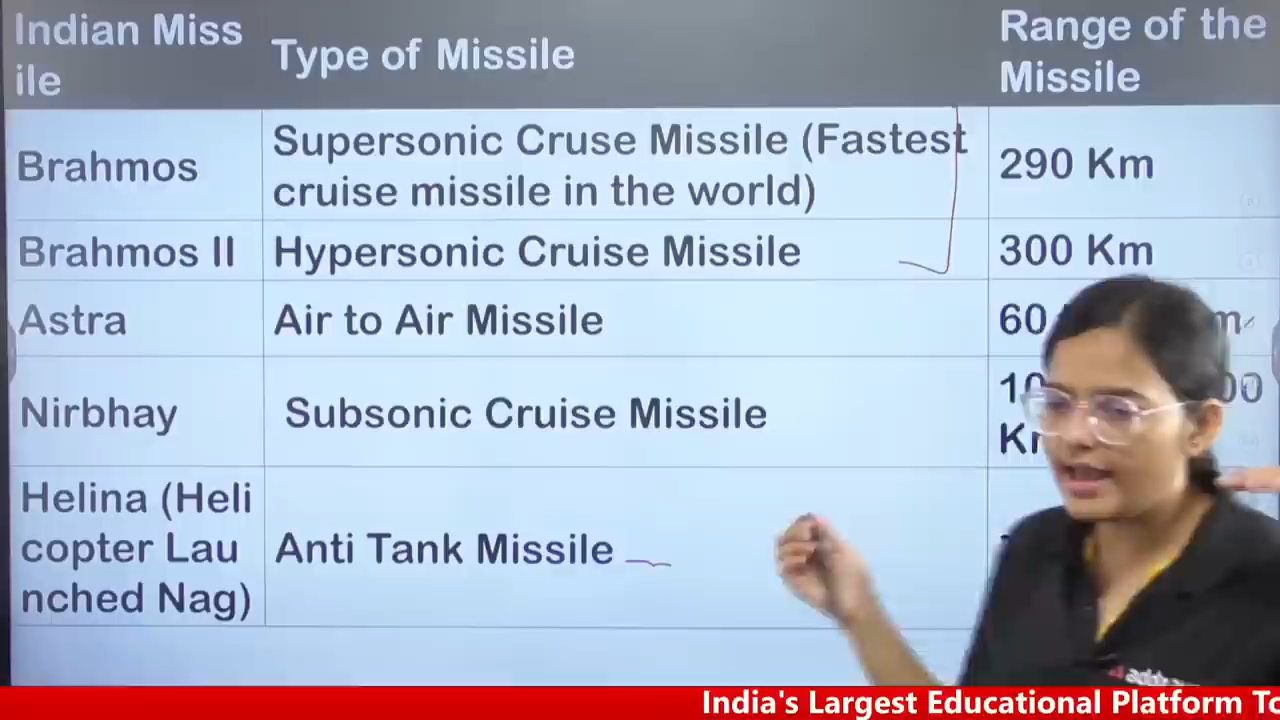 Indian Miss
ile
Type of Missile
Range of the
Missile
Brahmos
Supersonic Cruse Missile (Fastest
cruise missile in the world)
290 Km
Brahmos II
Hypersonic Cruise Missile
300 Km
Astra
Air to Air Missile
60
Nirbhay
Subsonic Cruise Missile
Helina (Heli
copter Lau
nched Nag)
Anti Tank Missile
India's Largest Educational Platform To